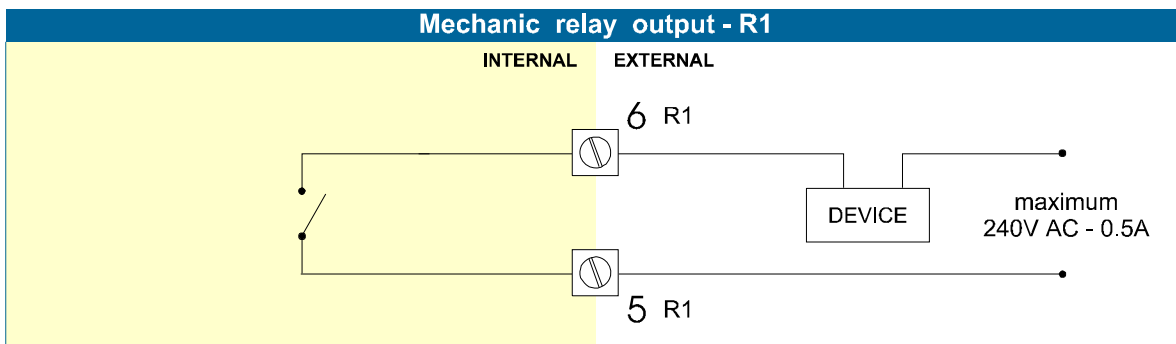 Mechanic relay output - R1
INTERNAL EXTERNAL
6 R1
DEVICE
maximum
240V AC - 0.5A
5 R1